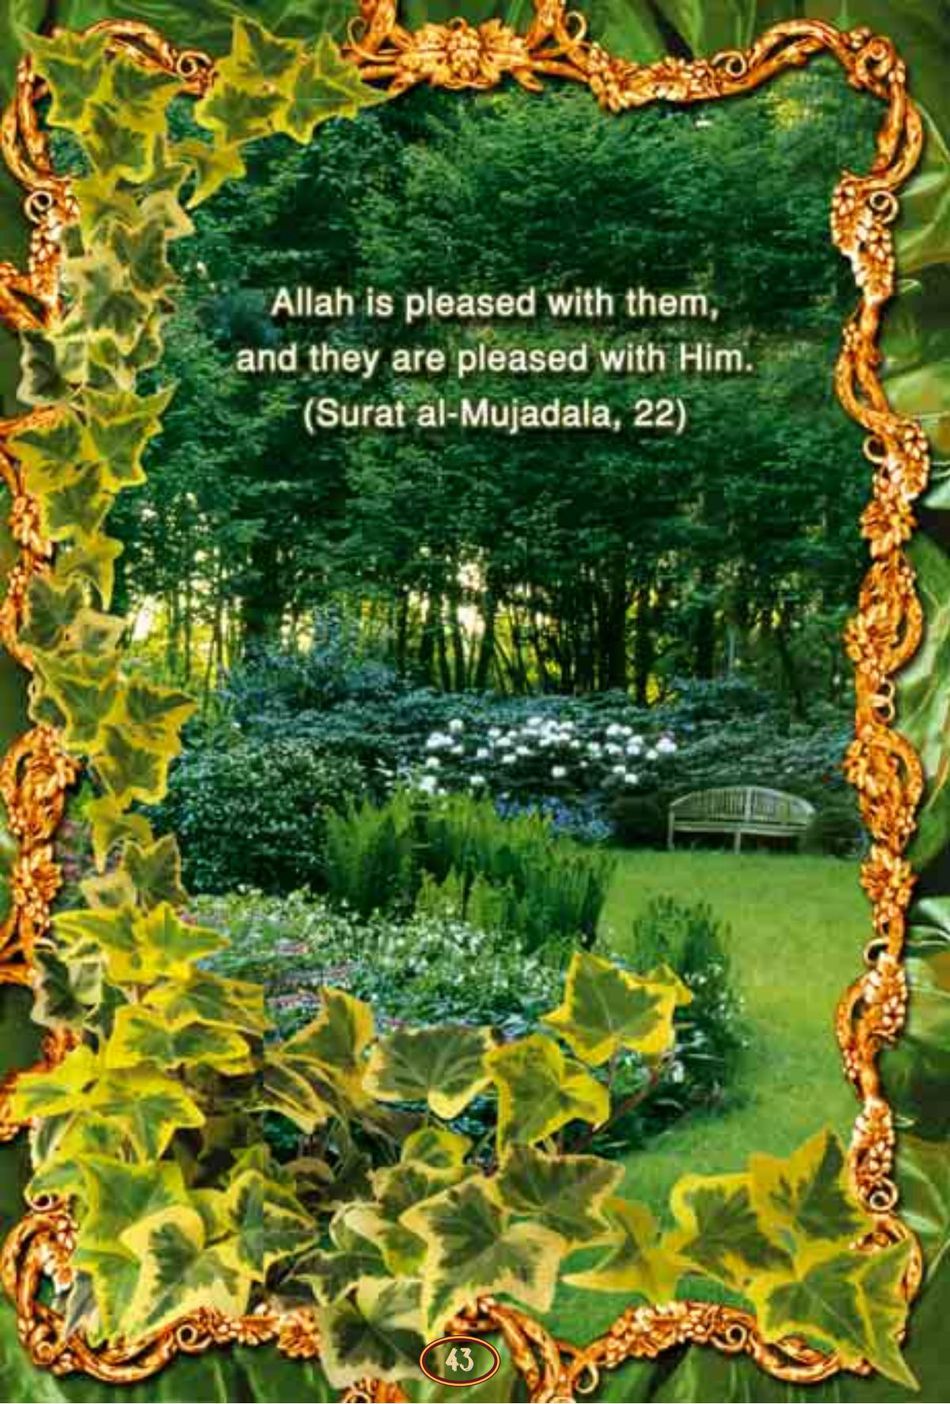 Allah is pleased with them,
and they are pleased with Him.
(Surat al-Mujadala, 22)
43